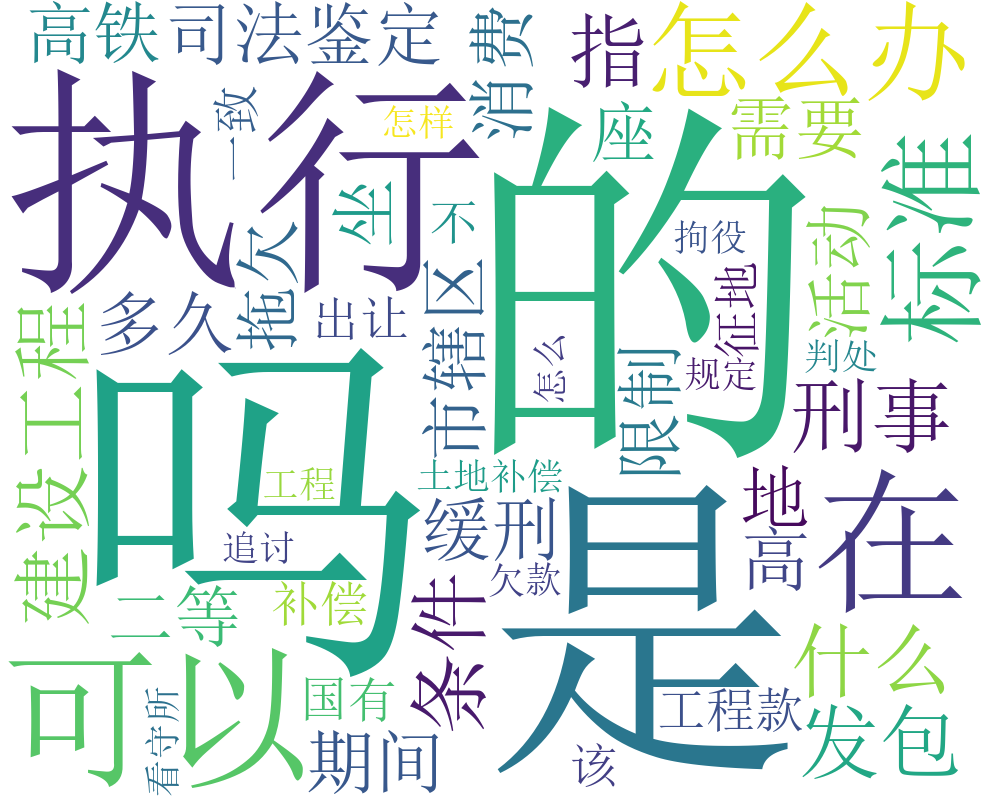 高铁
司法鉴定
消费
指
怎么办
执行
一致
怎样
的
座
需要
标准
坐
不
拘役
活动
拖欠
多久
出让
市辖区
征地
建设工程
吗
怎么
限制
规定
判处
刑事
工程
土地补偿
地
在
追讨
缓刑
欠款
是
高
二
等
补偿
条件
可以
什么
国有
看守所
期间
工程款
发包
该